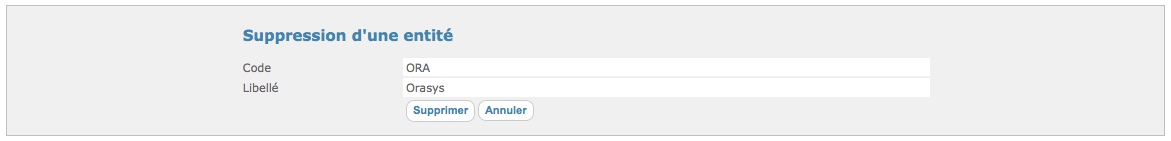 Suppression d'une entité
Code ORA
Libellé Orasys
Supprimer Annuler